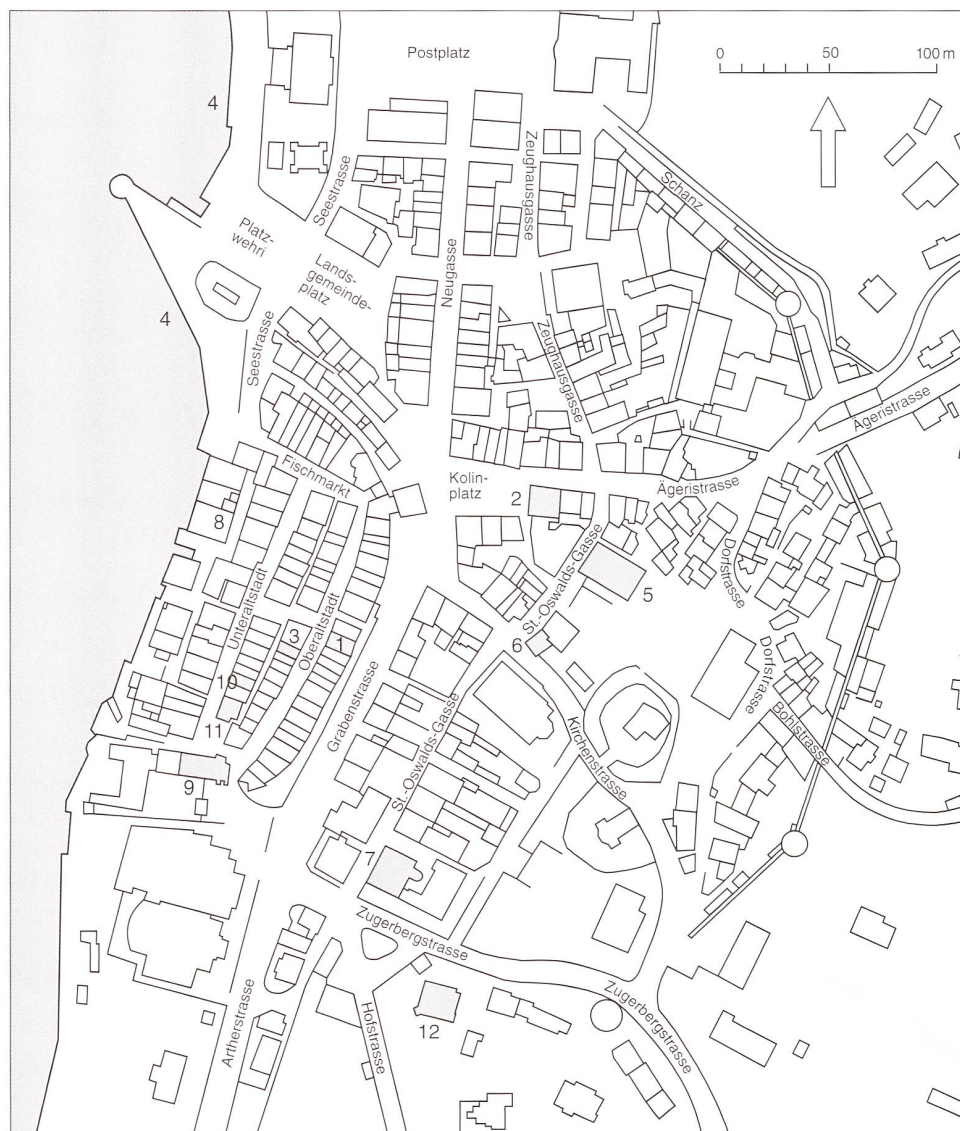 Postplatz
0 50 100 m
4
Seestrasse
Zeughausgasse
Schanz
Platz-
wehri
Lands-
gemeinde-
platz
Neugasse
4
Seestrasse
Zeughausgasse
Ägeristrasse
Fischmarkt
Kolin-
platz
2
Ägeristrasse
8
St.-Oswalds-Gasse
Dorfstrasse
5
Unteraltstadt
3
Oberaltstadt
1
6
Dorfstrasse
10
Grabenstrasse
St.-Oswalds-Gasse
Kirchenstrasse
Bohlstrasse
11
9
7
Zugerbergstrasse
Artherstrasse
Hofstrasse
12
Zugerbergstrasse